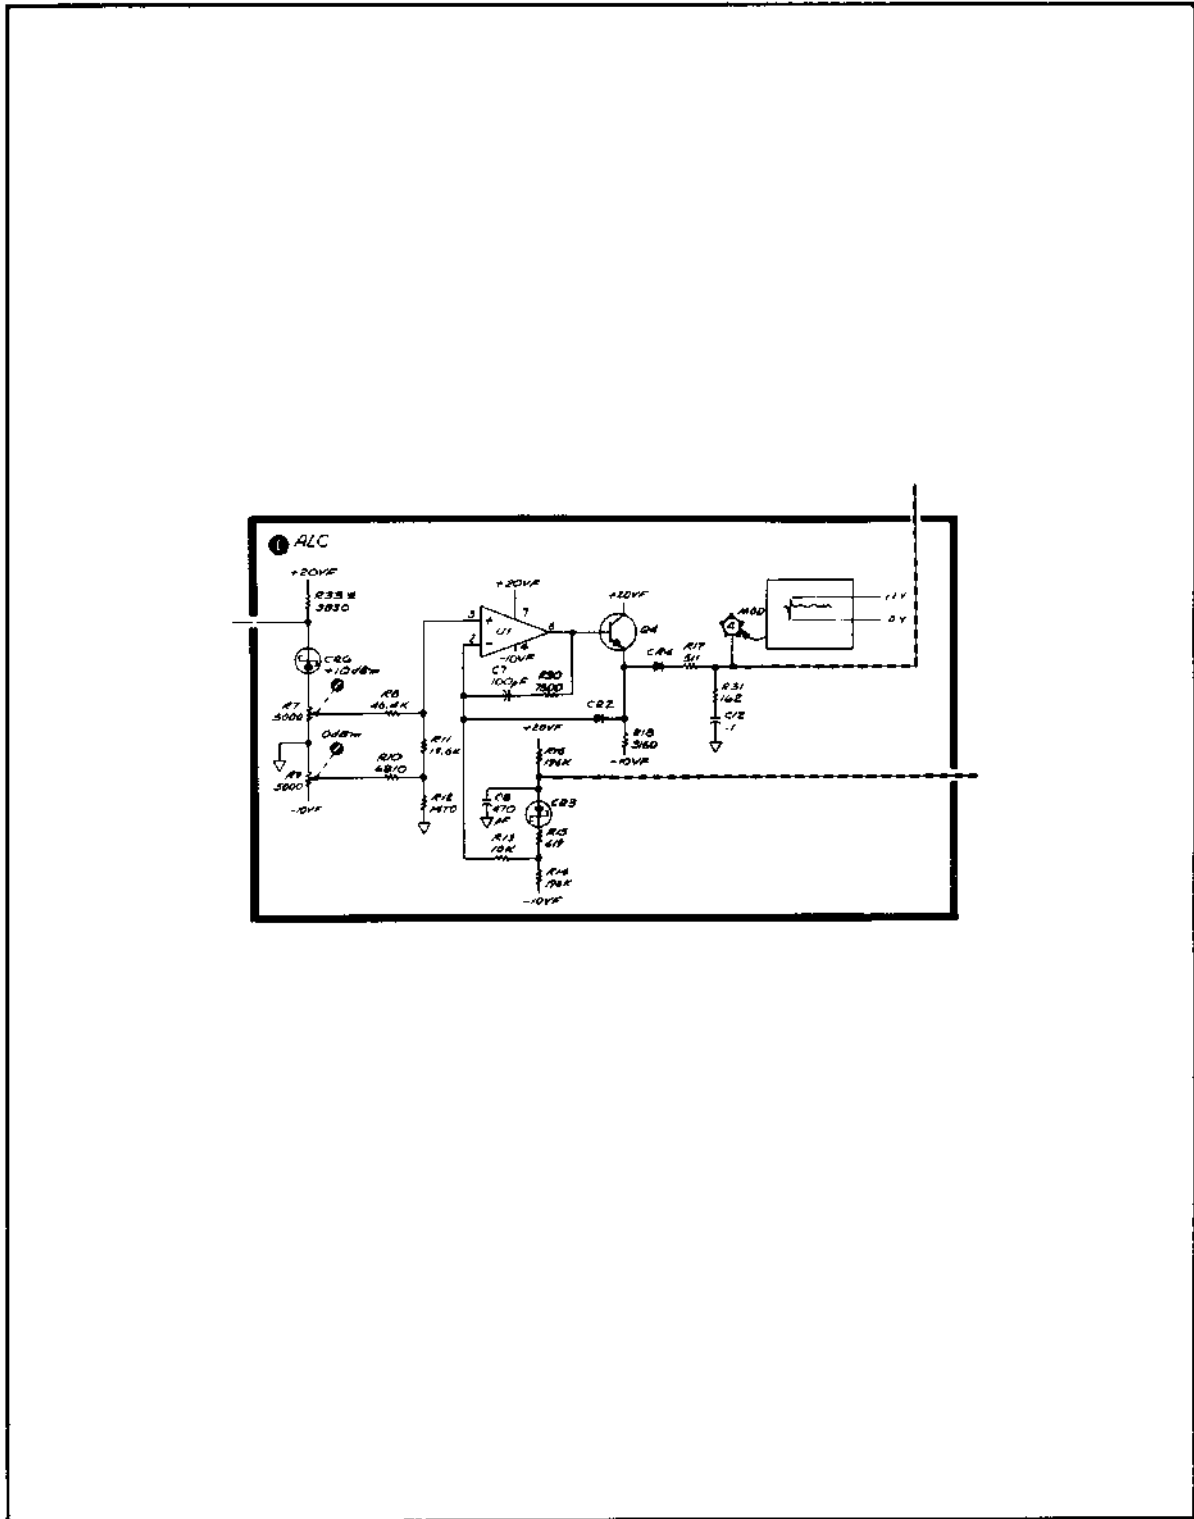 ALC
+20VF
R33*
3830
CR6
+10dBm
R7
5000
R8
46.4K
0dBm
R9
5000
R10
6810
-10VF
R11
19.6K
R12
+20VF
7
3
+
2
-
U1
6
4
-10VF
C7
100pF
R30
+20VF
Q4
CR2
CR4
R17
511
MOD
4
0V
R31
162
C12
.1
R18
3160
-10VF
+20VF
R16
196K
C8
470
pF
CR3
R15
619
R13
10K
R14
196K
-10VF